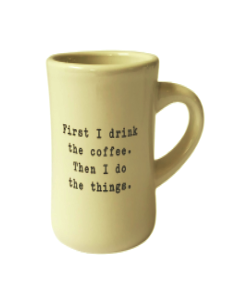 First I drink
the coffee.
Then I do
the things.